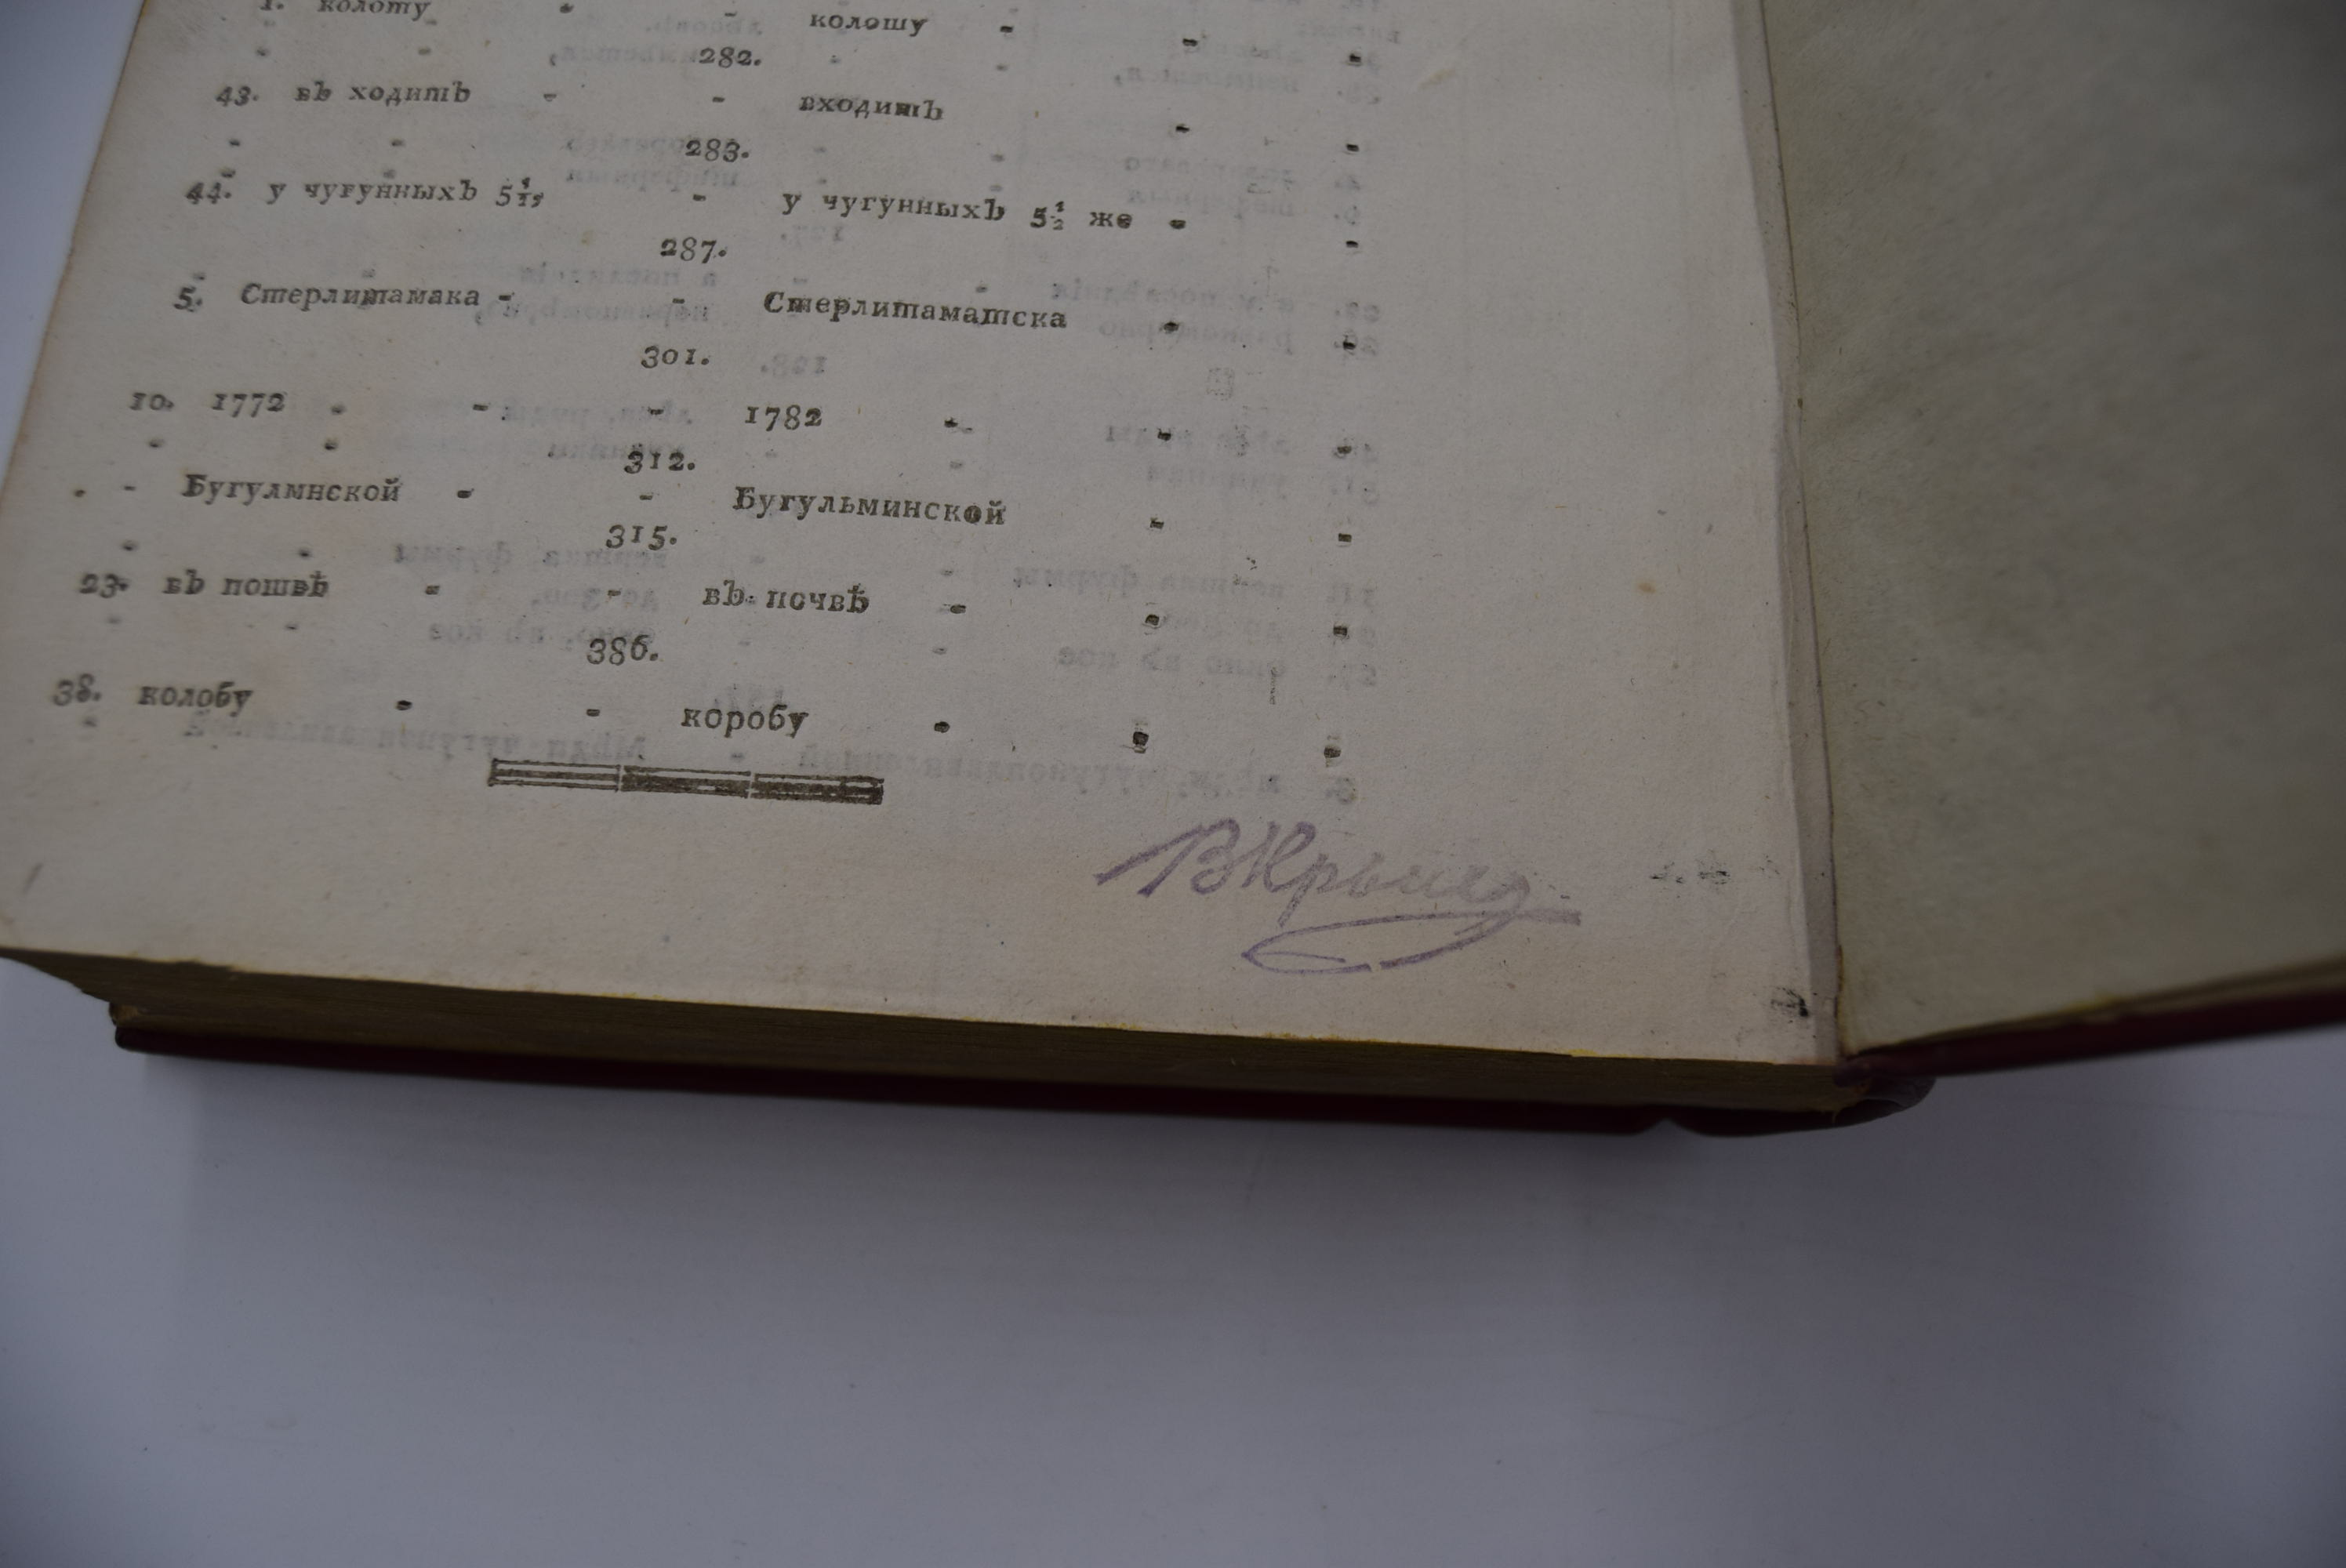 1. колоту - - колошу - - -
282.
43. въ ходитъ - - входитъ - -
283.
44. у чугунныхъ - у чугунныхъ 5½ же - -
287.
5. Стерлитамака - - Стерлитаматска - -
301.
10. 1772 - - - 1782 - - -
312.
- - Бугулмнской - - Бугульминской - -
315.
23. въ пошвѣ - - въ почвѣ - - -
386.
38. колобу - - коробу - - -